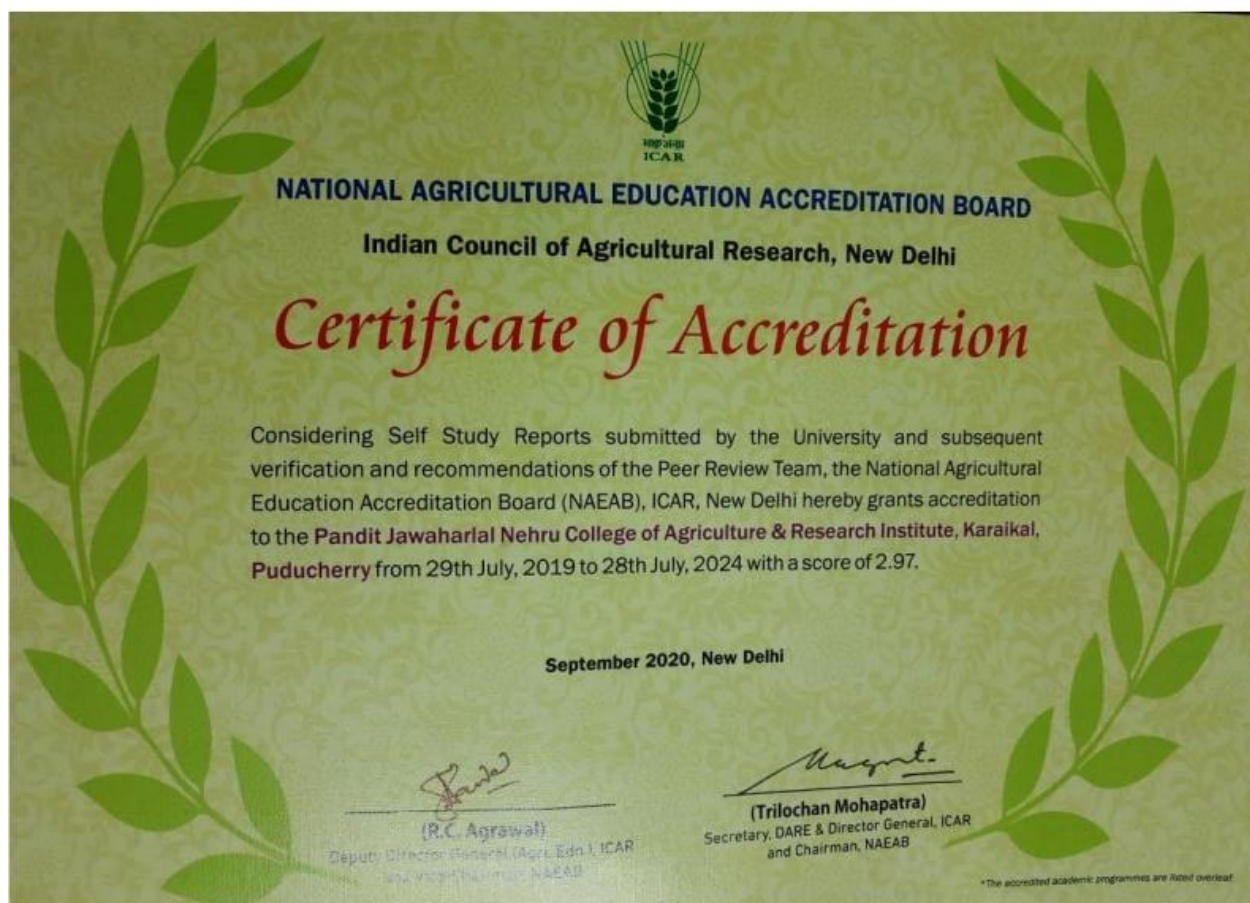 भाकृअनुप
ICAR
NATIONAL AGRICULTURAL EDUCATION ACCREDITATION BOARD
Indian Council of Agricultural Research, New Delhi
Certificate of Accreditation
Considering Self Study Reports submitted by the University and subsequent
verification and recommendations of the Peer Review Team, the National Agricultural
Education Accreditation Board (NAEAB), ICAR, New Delhi hereby grants accreditation
to the Pandit Jawaharlal Nehru College of Agriculture & Research Institute, Karaikal,
Puducherry from 29th July, 2019 to 28th July, 2024 with a score of 2.97.
September 2020, New Delhi
(R.C. Agrawal)
Deputy Director General (Agri. Edn.), ICAR
and Vice-Chairman, NAEAB
(Trilochan Mohapatra)
Secretary, DARE & Director General, ICAR
and Chairman, NAEAB
*The accredited academic programmes are listed overleaf